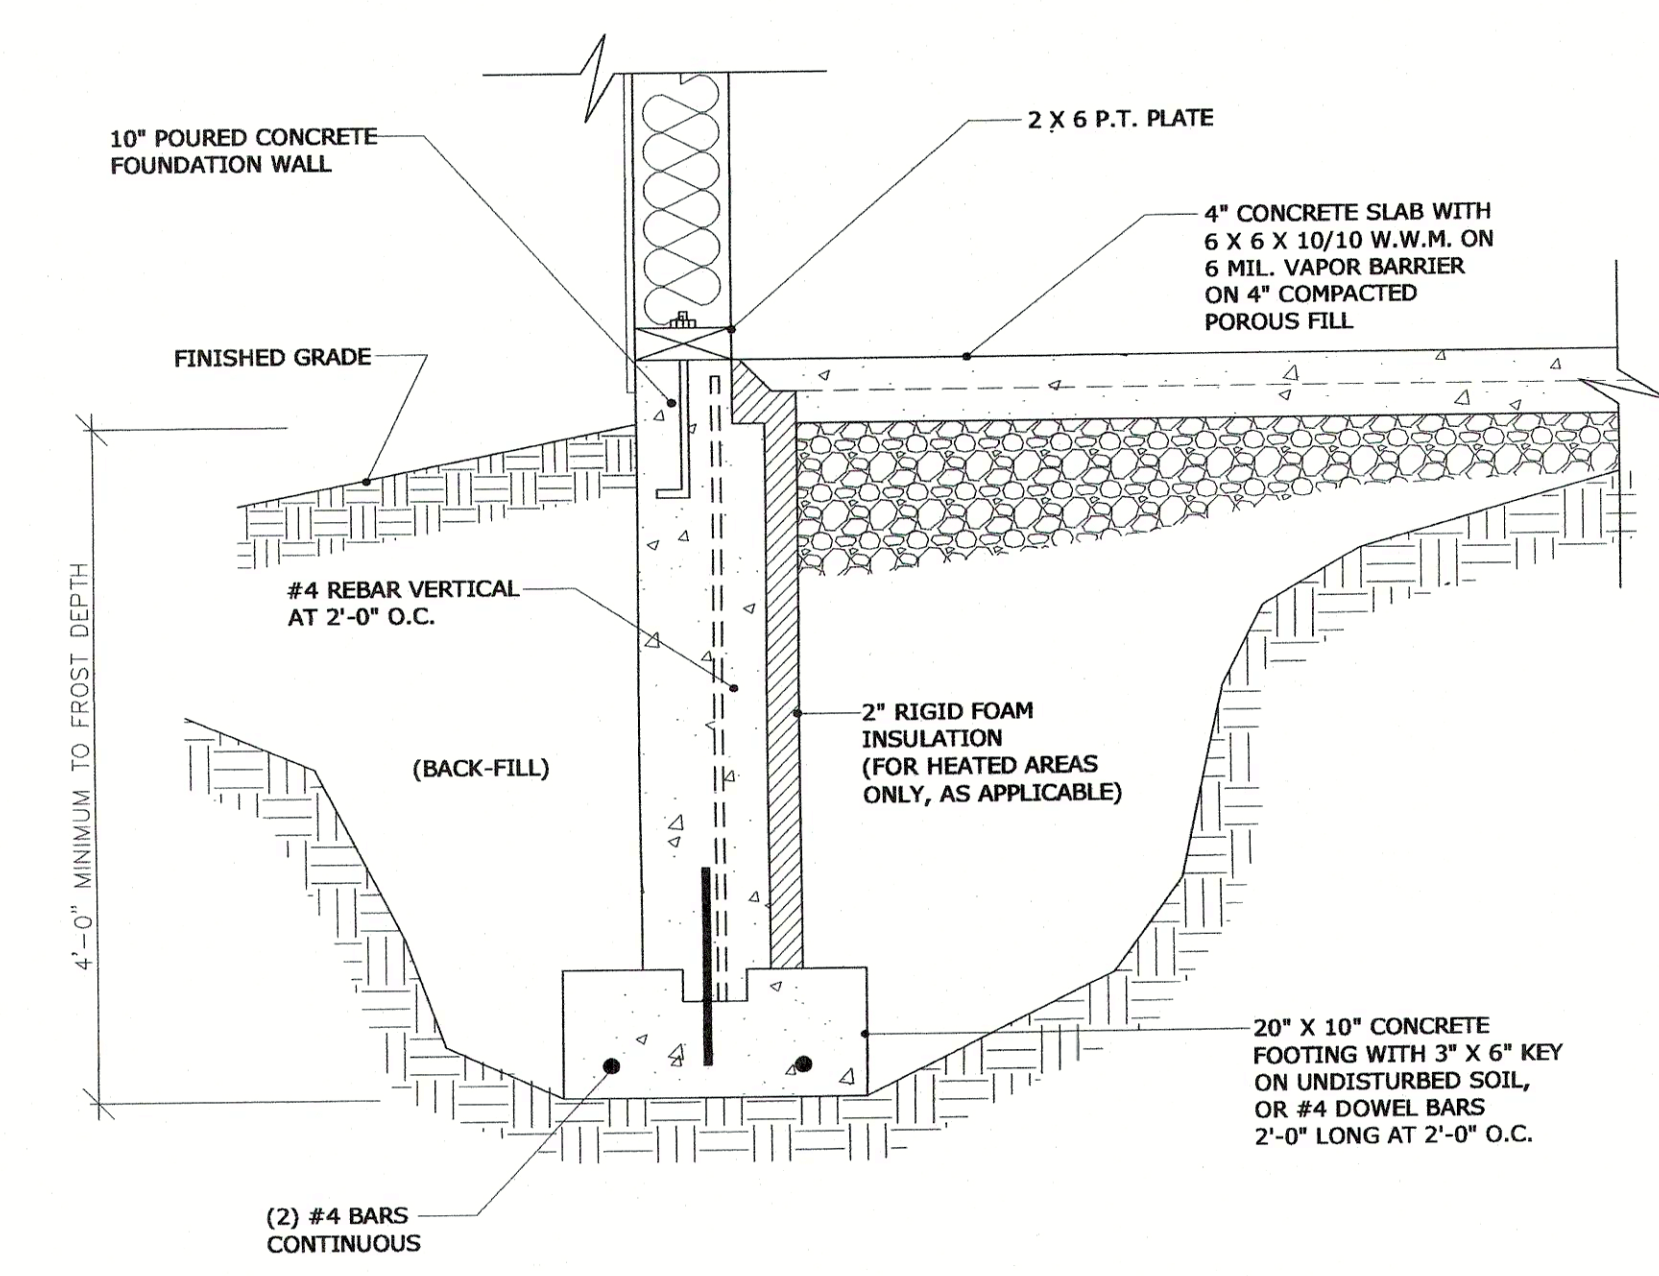 10" POURED CONCRETE
FOUNDATION WALL
2 X 6 P.T. PLATE
4" CONCRETE SLAB WITH
6 X 6 X 10/10 W.W.M. ON
6 MIL. VAPOR BARRIER
ON 4" COMPACTED
POROUS FILL
FINISHED GRADE
#4 REBAR VERTICAL
AT 2'-0" O.C.
4'-0" MINIMUM TO FROST DEPTH
(BACK-FILL)
2" RIGID FOAM
INSULATION
(FOR HEATED AREAS
ONLY, AS APPLICABLE)
20" X 10" CONCRETE
FOOTING WITH 3" X 6" KEY
ON UNDISTURBED SOIL,
OR #4 DOWEL BARS
2'-0" LONG AT 2'-0" O.C.
(2) #4 BARS
CONTINUOUS